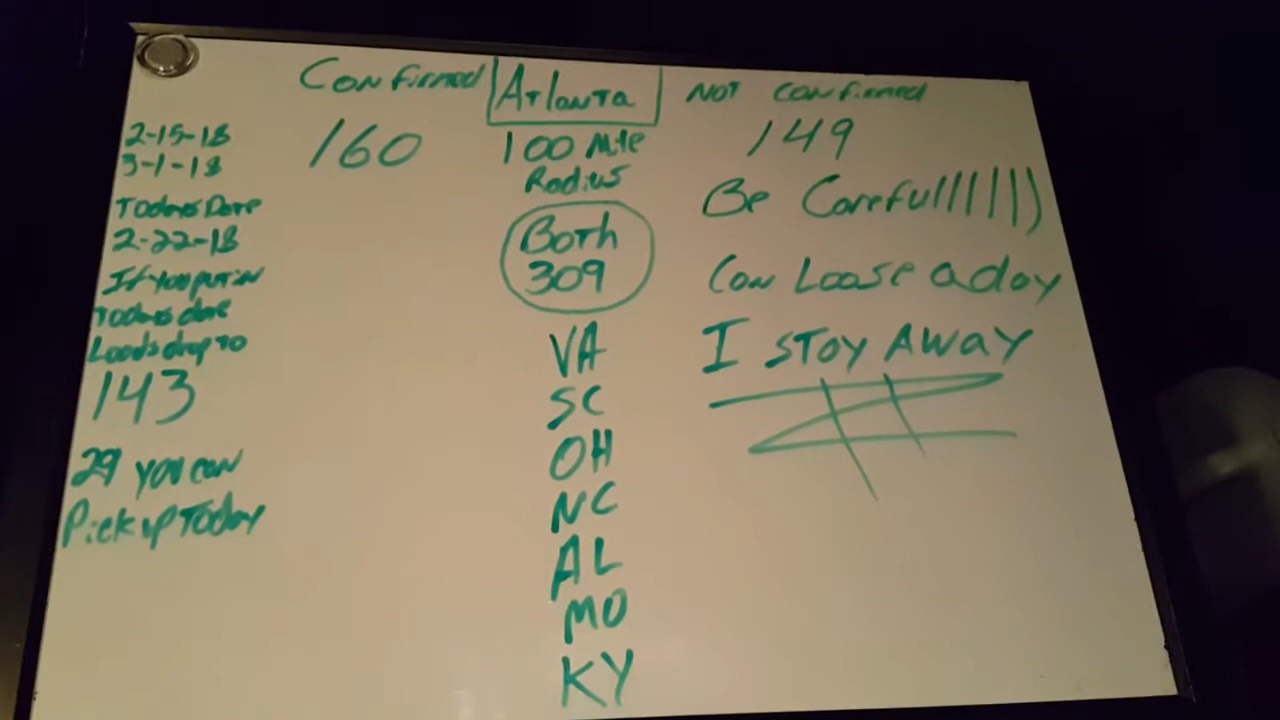 Confirmed
Atlanta
NOT Confirmed
2-15-18
3-1-18
160
100 Mile
Radius
149
Todays Date
2-22-18
If you put in
Todays date
Loads drop to
143
29 you can
Pick up Today
Both
309
VA
SC
OH
NC
AL
MO
KY
Be Carefullllll)
Can Loose a day
I stay Away